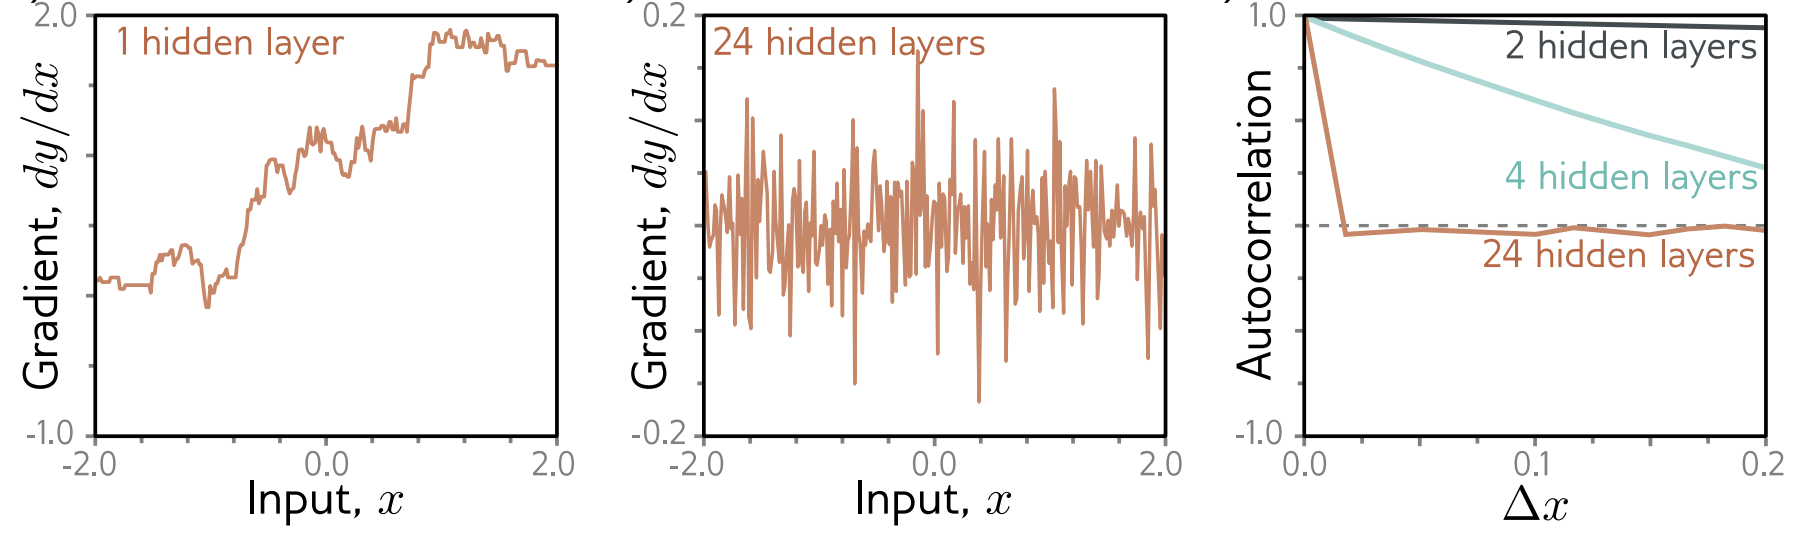 2.0
1 hidden layer
Gradient, dy/dx
-1.0
-2.0
0.0
2.0
Input, x
0.2
24 hidden layers
Gradient, dy/dx
-0.2
-2.0
0.0
2.0
Input, x
1.0
2 hidden layers
4 hidden layers
24 hidden layers
Autocorrelation
-1.0
0.0
0.1
0.2
Δx